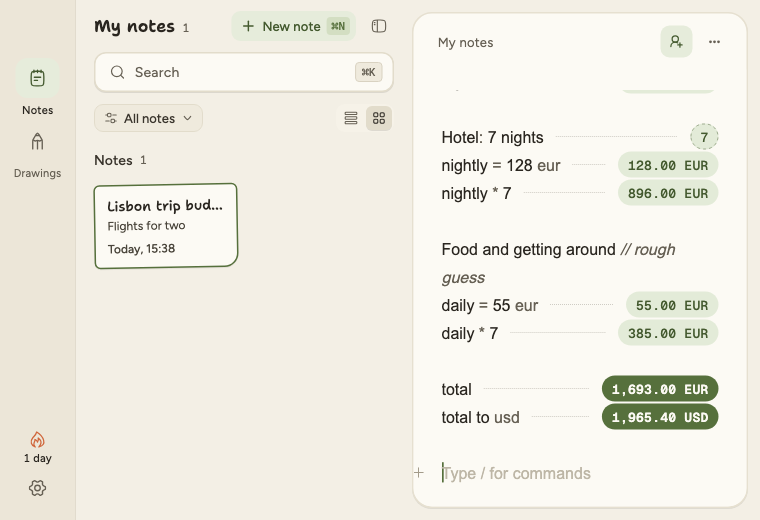 My notes 1
+ New note ⌘N
Search ⌘K
All notes
Notes 1
Lisbon trip bud...
Flights for two
Today, 15:38
Notes
Drawings
1 day
My notes
Hotel: 7 nights 7
nightly = 128 eur 128.00 EUR
nightly * 7 896.00 EUR
Food and getting around // rough
guess
daily = 55 eur 55.00 EUR
daily * 7 385.00 EUR
total 1,693.00 EUR
total to usd 1,965.40 USD
Type / for commands